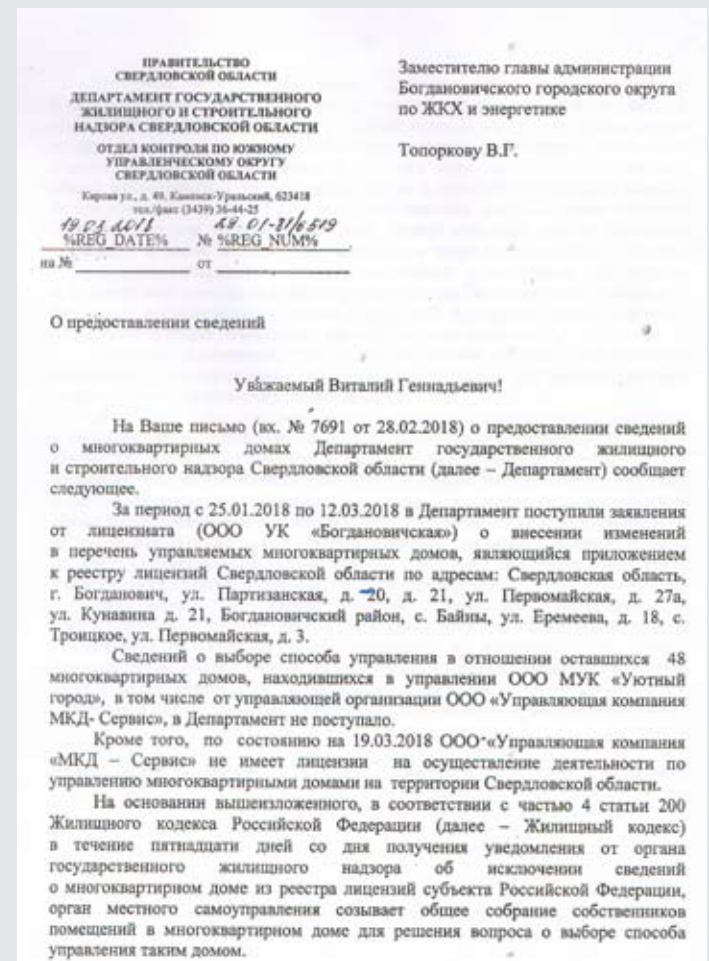 ПРАВИТЕЛЬСТВО
СВЕРДЛОВСКОЙ ОБЛАСТИ
ДЕПАРТАМЕНТ ГОСУДАРСТВЕННОГО
ЖИЛИЩНОГО И СТРОИТЕЛЬНОГО
НАДЗОРА СВЕРДЛОВСКОЙ ОБЛАСТИ
ОТДЕЛ КОНТРОЛЯ ПО ЮЖНОМУ
УПРАВЛЕНЧЕСКОМУ ОКРУГУ
СВЕРДЛОВСКОЙ ОБЛАСТИ
Кирова ул., д. 49, Каменск-Уральский, 623418
тел./факс (3439) 36-44-25
19 03 2018 29-01-81/6519
%REG_DATE% № %REG_NUM%
на № от
Заместителю главы администрации
Богдановичского городского округа
по ЖКХ и энергетике
Топоркову В.Г.
О предоставлении сведений
Уважаемый Виталий Геннадьевич!
На Ваше письмо (вх. № 7691 от 28.02.2018) о предоставлении сведений
о многоквартирных домах Департамент государственного жилищного
и строительного надзора Свердловской области (далее – Департамент) сообщает
следующее.
За период с 25.01.2018 по 12.03.2018 в Департамент поступили заявления
от лицензиата (ООО УК «Богдановичская») о внесении изменений
в перечень управляемых многоквартирных домов, являющийся приложением
к реестру лицензий Свердловской области по адресам: Свердловская область,
г. Богданович, ул. Партизанская, д. 20, д. 21, ул. Первомайская, д. 27а,
ул. Кунавина д. 21, Богдановичский район, с. Байны, ул. Еремеева, д. 18, с.
Троицкое, ул. Первомайская, д. 3.
Сведений о выборе способа управления в отношении оставшихся 48
многоквартирных домов, находившихся в управлении ООО МУК «Уютный
город», в том числе от управляющей организации ООО «Управляющая компания
МКД- Сервис», в Департамент не поступало.
Кроме того, по состоянию на 19.03.2018 ООО «Управляющая компания
«МКД – Сервис» не имеет лицензии на осуществление деятельности по
управлению многоквартирными домами на территории Свердловской области.
На основании вышеизложенного, в соответствии с частью 4 статьи 200
Жилищного кодекса Российской Федерации (далее – Жилищный кодекс)
в течение пятнадцати дней со дня получения уведомления от органа
государственного жилищного надзора об исключении сведений
о многоквартирном доме из реестра лицензий субъекта Российской Федерации,
орган местного самоуправления созывает общее собрание собственников
помещений в многоквартирном доме для решения вопроса о выборе способа
управления таким домом.